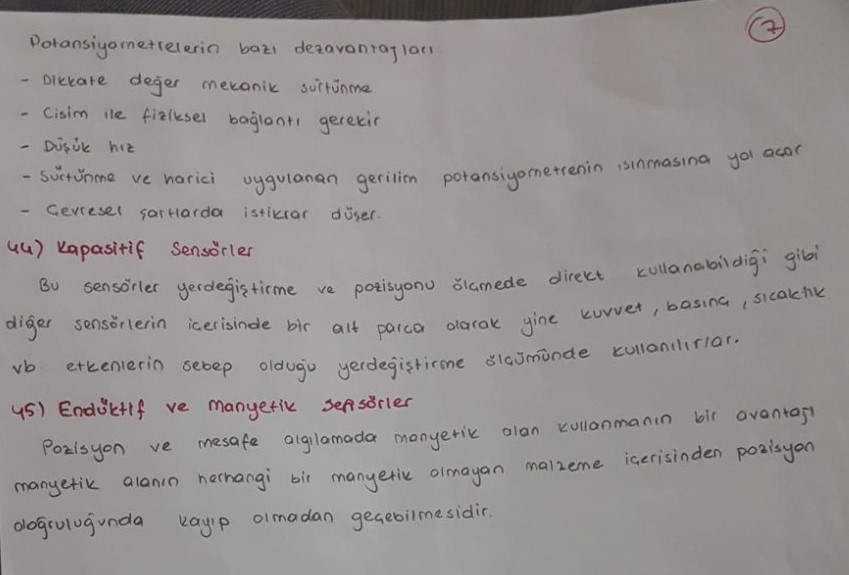 7
Potansiyometrelerin bazı dezavantajları
- Dikkate değer mekanik sürtünme
- Cisim ile fiziksel bağlantı gerekir
- Düşük hız
- Sürtünme ve harici uygulanan gerilim potansiyometrenin ısınmasına yol açar
- Çevresel şartlarda istikrar düşer.
44) Kapasitif Sensörler
Bu sensörler yerdeğiştirme ve pozisyonu ölçmede direkt kullanabildiği gibi
diğer sensörlerin içerisinde bir alt parça olarak yine kuvvet, basınç, sıcaklık
vb etkenlerin sebep olduğu yerdeğiştirme ölçümünde kullanılırlar.
45) Endüktif ve Manyetik Sensörler
Pozisyon ve mesafe algılamada manyetik alan kullanmanın bir avantajı
manyetik alanın herhangi bir manyetik olmayan malzeme içerisinden pozisyon
doğruluğunda kayıp olmadan geçebilmesidir.